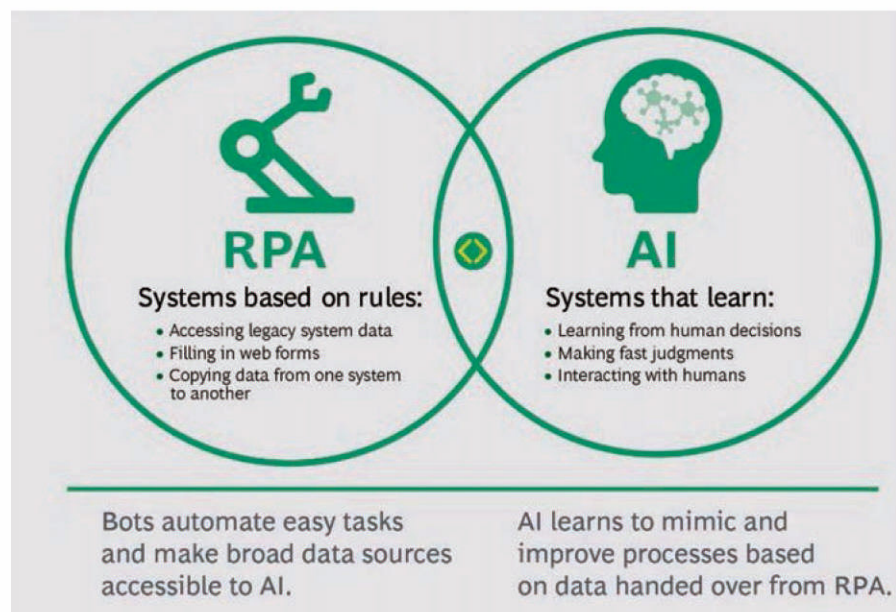 RPA
Systems based on rules:
• Accessing legacy system data
• Filling in web forms
• Copying data from one system
to another
AI
Systems that learn:
• Learning from human decisions
• Making fast judgments
• Interacting with humans
Bots automate easy tasks
and make broad data sources
accessible to AI.
AI learns to mimic and
improve processes based
on data handed over from RPA.